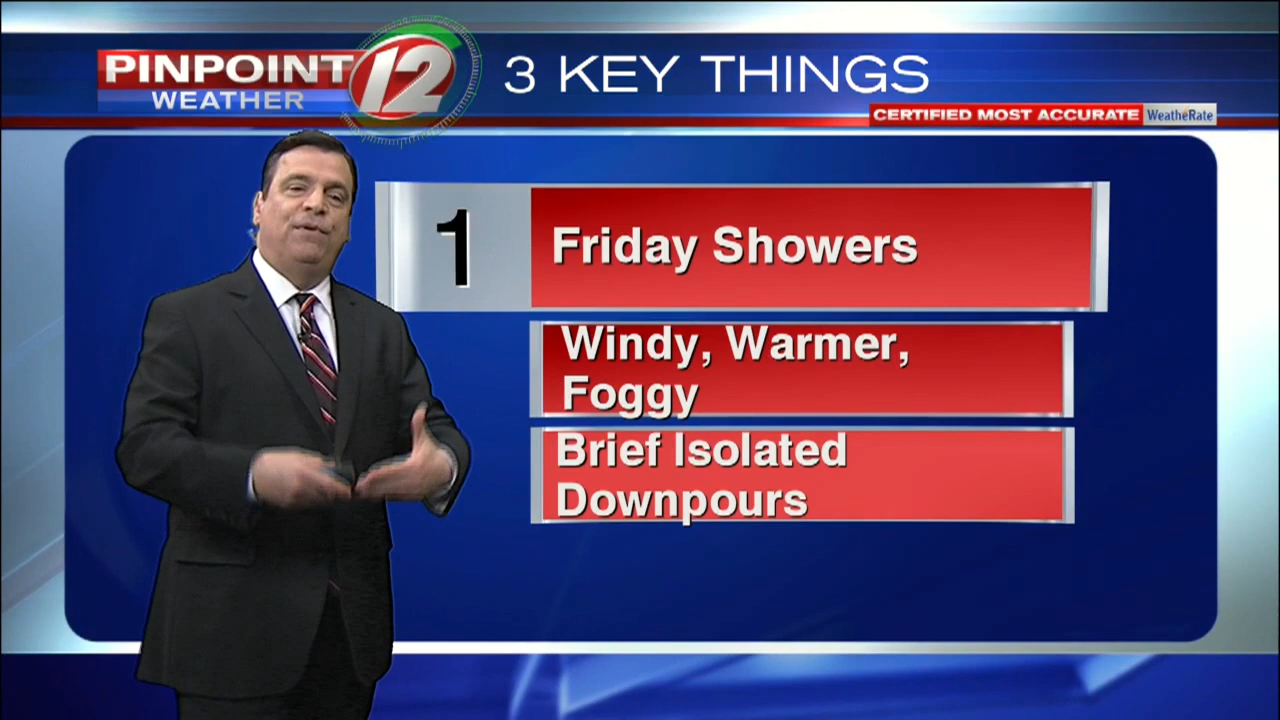 PINPOINT 12
WEATHER
3 KEY THINGS
CERTIFIED MOST ACCURATE WeatheRate
1 Friday Showers
Windy, Warmer,
Foggy
Brief Isolated
Downpours